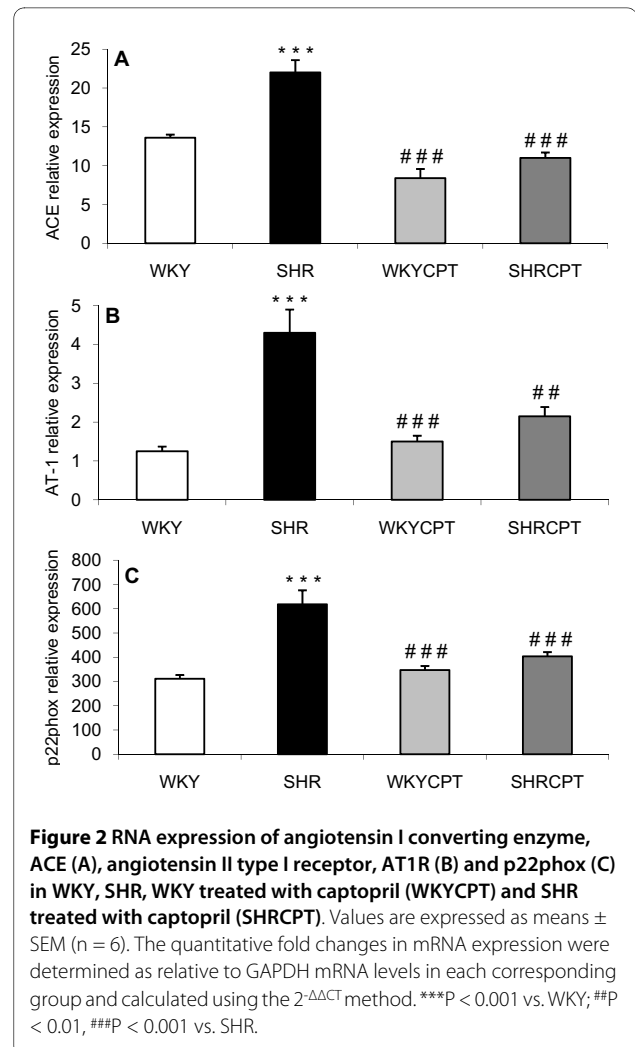 ACE relative expression
A
25
20
15
10
5
0
* * *
# # #
# # #
WKY SHR WKYCPT SHRCPT
AT-1 relative expression
B
5
4
3
2
1
0
* * *
# # #
# #
WKY SHR WKYCPT SHRCPT
p22phox relative expression
C
800
700
600
500
400
300
200
100
0
* * *
# # #
# # #
WKY SHR WKYCPT SHRCPT
Figure 2 RNA expression of angiotensin I converting enzyme,
ACE (A), angiotensin II type I receptor, AT1R (B) and p22phox (C)
in WKY, SHR, WKY treated with captopril (WKYCPT) and SHR
treated with captopril (SHRCPT). Values are expressed as means ±
SEM (n = 6). The quantitative fold changes in mRNA expression were
determined as relative to GAPDH mRNA levels in each corresponding
group and calculated using the 2-ΔΔCT method. ***P < 0.001 vs. WKY; ##P
< 0.01, ###P < 0.001 vs. SHR.